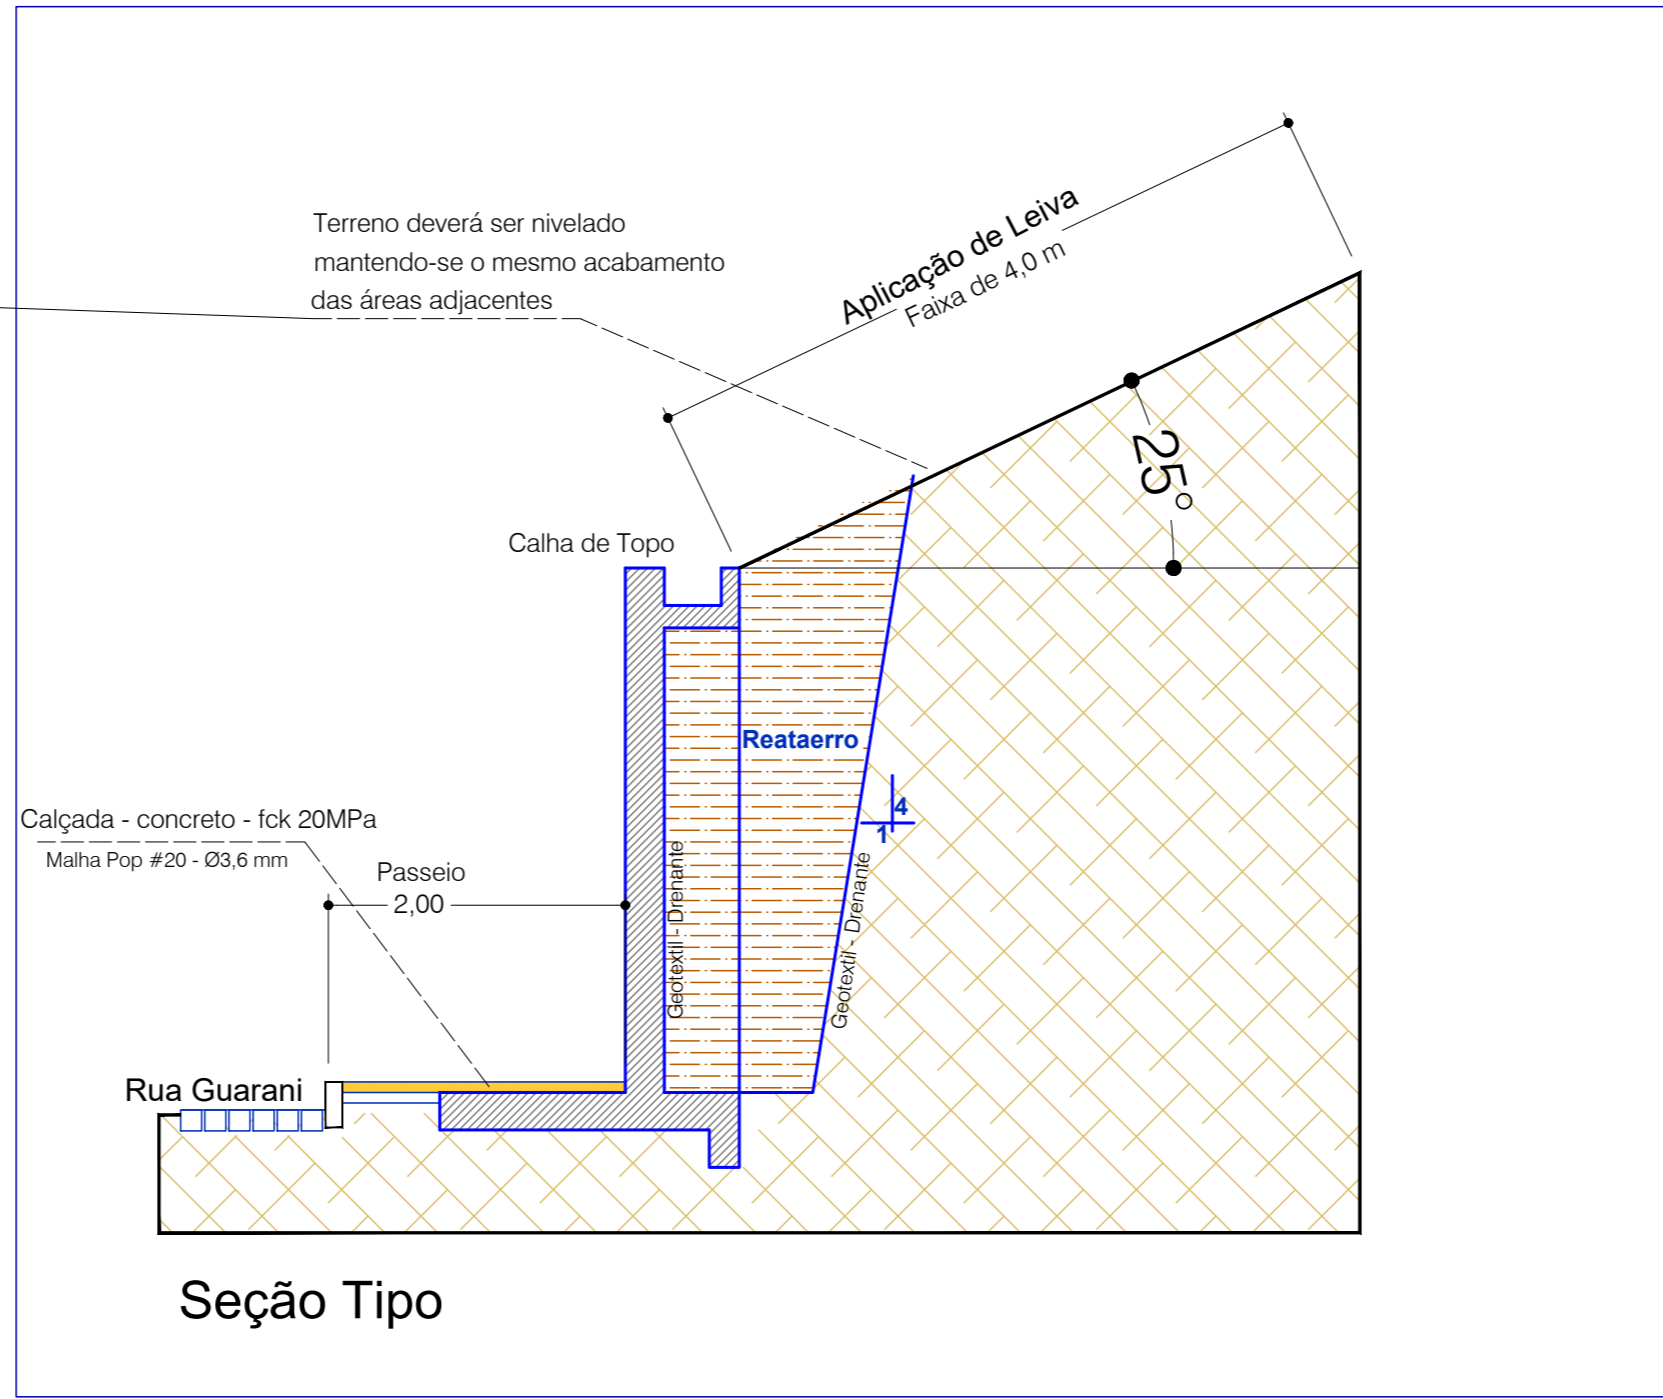 Terreno deverá ser nivelado
mantendo-se o mesmo acabamento
das áreas adjacentes
Aplicação de Leiva
Faixa de 4,0 m
25°
Calha de Topo
Reataerro
4
1
Calçada - concreto - fck 20MPa
Malha Pop #20 - Ø3,6 mm
Passeio
2,00
Geotextil - Drenante
Geotextil - Drenante
Rua Guarani
Seção Tipo